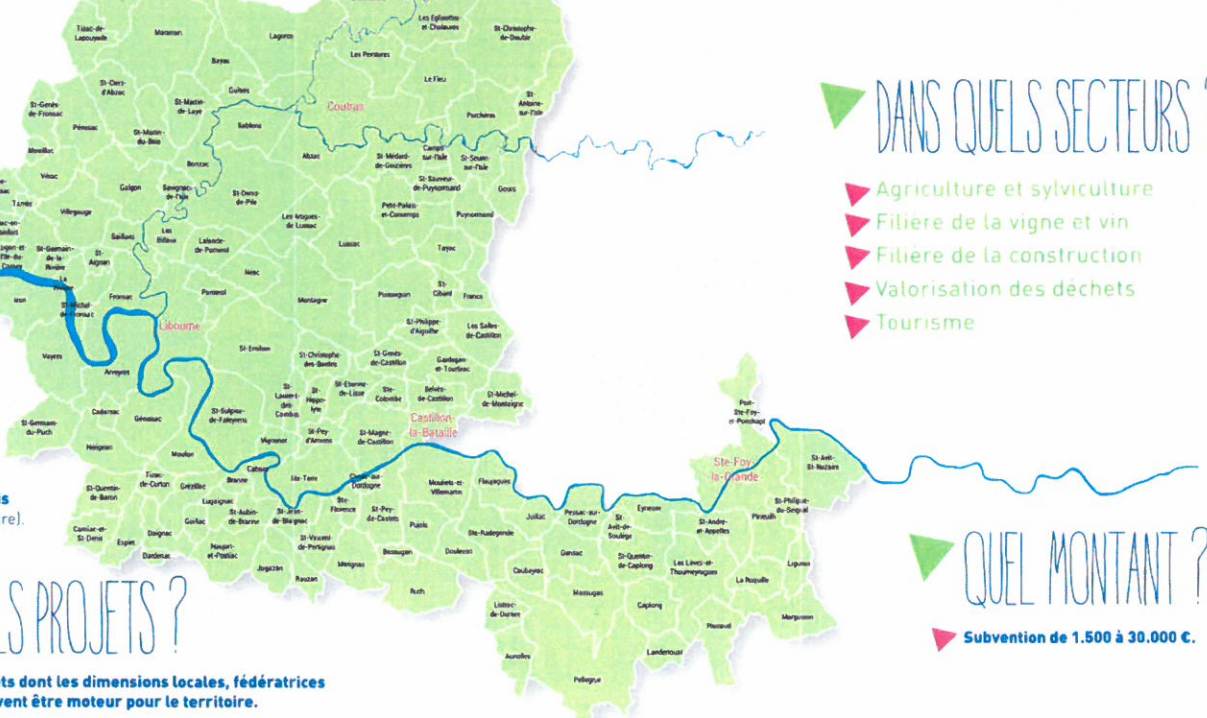 Les Eglisottes-
et-Chalaures
St-Christophe-
de-Double
Tizac-de-
Lapouyade
Maransin
Lagorce
Les Peintures
Bayas
Le Fieu
St-Ciers-
d'Abzac
Guîtres
St-Genès-
de-Fronsac
St-Martin-
de-Laye
Coutras
St-
Antoine-
sur-l'Isle
Périssac
Porchères
St-Martin-
du-Bois
Sablons
Mouillac
Bonzac
Abzac
St-Médard-
de-Guizières
Camps-
sur-l'Isle
St-Seurin-
sur-l'Isle
Vérac
Galgon
Savignac-
de-l'Isle
St-Denis-
de-Pile
St-Sauveur-
de-Puynormand
Gours
Tarnès
Villegouge
Petit-Palais-
et-Cornemps
Puynormand
Les Artigues-
de-Lussac
Saillans
Les
Billaux
Lalande-
de-Pomerol
Lussac
Tayac
St-Germain-
de-la-
Rivière
St-
Aignan
Néac
La
Rivière
Fronsac
Pomerol
Montagne
Puisseguin
St-
Cibard
Francs
St-Michel-
de-Fronsac
Libourne
St-Philippe-
d'Aiguilhe
Les Salles-
de-Castillon
Vayres
Arveyres
St-Emilion
St-Christophe-
des-Bardes
St-Genès-
de-Castillon
Gardegan-
et-Tourtirac
St-
Laurent-
des-
Combes
St-
Hippo-
lyte
St-Etienne-
de-Lisse
Ste-
Colombe
Belvès-
de-Castillon
St-Michel-
de-Montaigne
Cadarsac
Génissac
St-Sulpice-
de-Faleyrens
Castillon-
la-Bataille
St-Germain-
du-Puch
Vignonet
St-Pey-
d'Armens
St-Magne-
de-Castillon
Nérigean
Moulon
Cabara
Port-
Ste-Foy-
et-Ponchapt
Ste-Foy-
la-Grande
St-Avit-
St-Nazaire
St-Quentin-
de-Baron
Tizac-
de-Curton
Grézillac
Branne
Ste-Terre
Civrac-sur-
Dordogne
Mouliets-et-
Villemartin
Flaujagues
Lugaignac
Ste-
Florence
St-Philippe-
du-Seignal
Camiac-et-
St-Denis
Guillac
St-Aubin-
de-Branne
St-Jean-
de-Blaignac
St-Pey-
de-Castets
Pujols
Juillac
Pessac-sur-
Dordogne
Eynesse
St-
Avit-de-
Soulège
St-André-
et-Appelles
Pineuilh
Espiet
Daignac
Dardenac
Naujan-
et-Postiac
St-Vincent-
de-Pertignas
Ste-Radegonde
Jugazan
Rauzan
Mérignas
Bossugan
Doulezon
Gensac
St-Quentin-
de-Caplong
Les Lèves-et-
Thoumeyragues
Ligueux
Ruch
Coubeyrac
La Roquille
Massugas
Listrac-
de-Durèze
Caplong
Margueron
Riocaud
Auriolles
Landerrouat
Pellegrue
DANS QUELS SECTEURS ?
Agriculture et sylviculture
Filière de la vigne et vin
Filière de la construction
Valorisation des déchets
Tourisme
QUEL MONTANT ?
Subvention de 1.500 à 30.000 €.
LS PROJETS ?
ts dont les dimensions locales, fédératrices
vent être moteur pour le territoire.